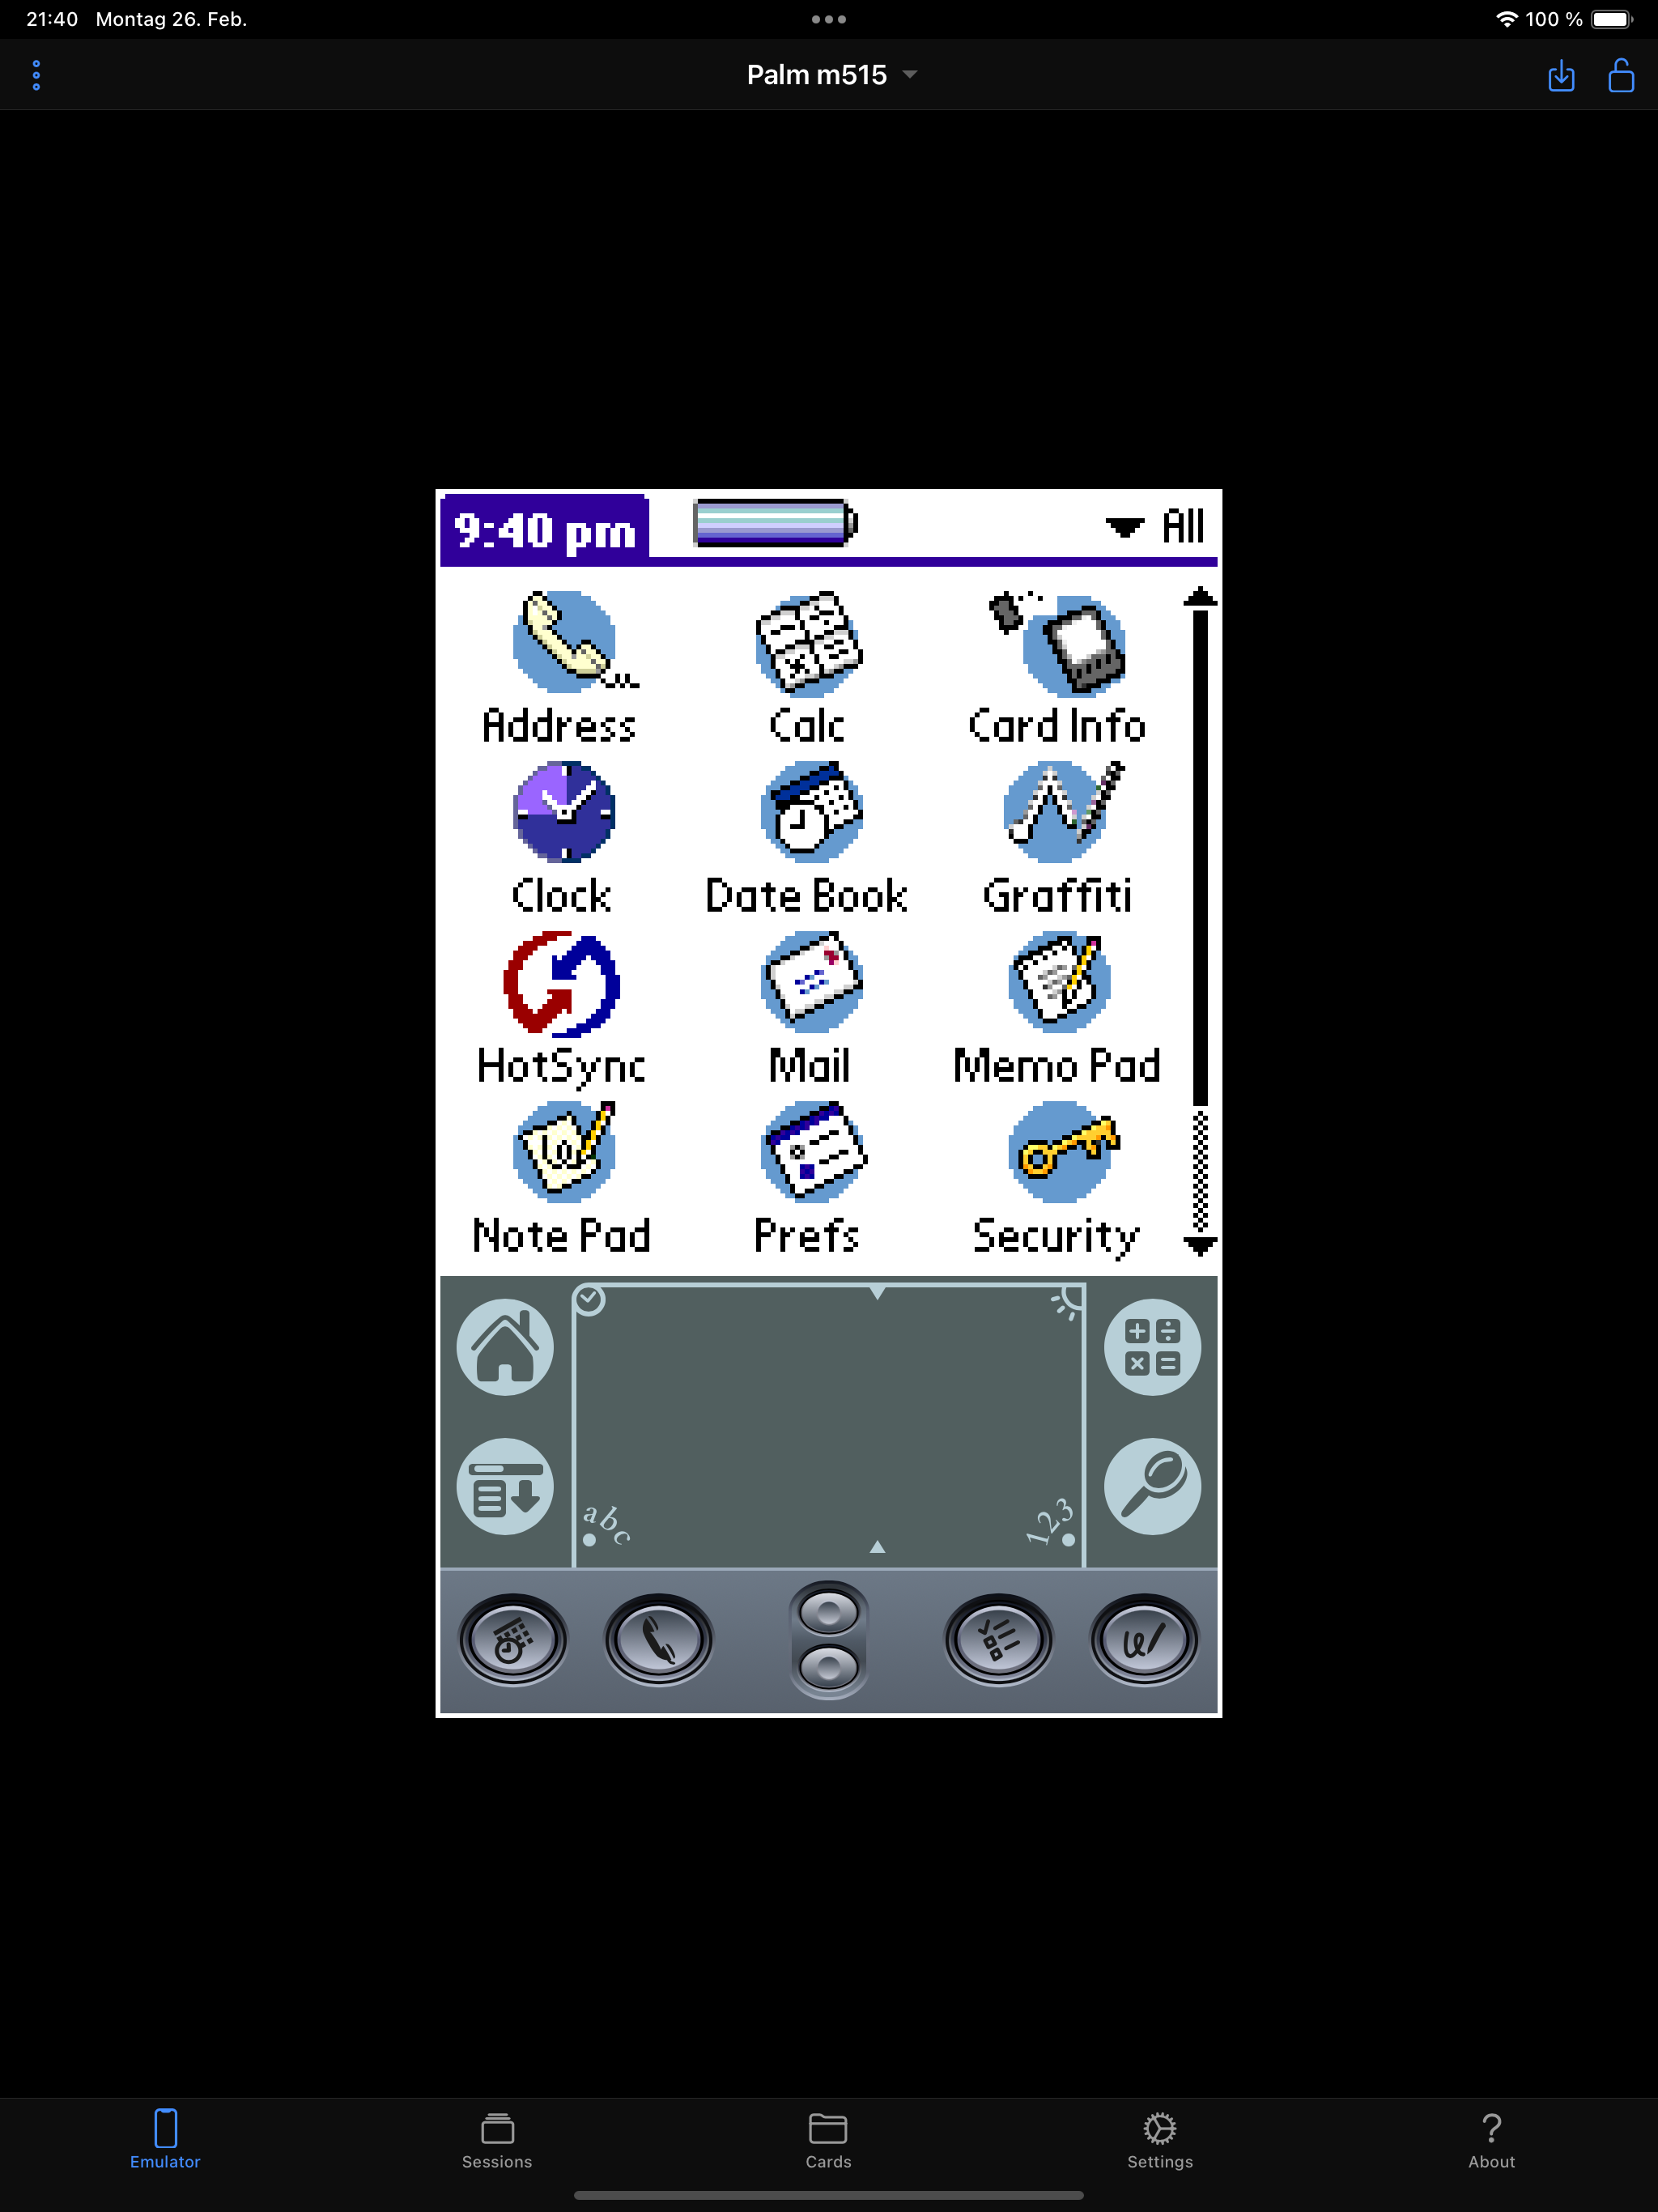 21:40 Montag 26. Feb. 100 %
Palm m515
9:40 pm All
Address Calc Card Info
Clock Date Book Graffiti
HotSync Mail Memo Pad
Note Pad Prefs Security
abc 123
Emulator Sessions Cards Settings About